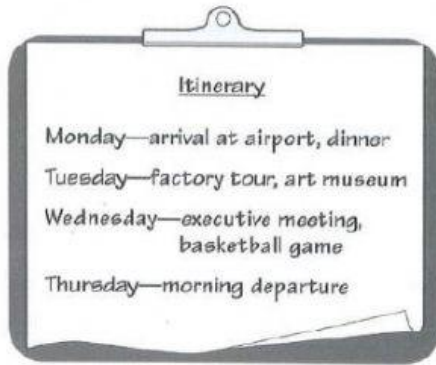 Itinerary
Monday—arrival at airport, dinner
Tuesday—factory tour, art museum
Wednesday—executive meeting,
basketball game
Thursday—morning departure